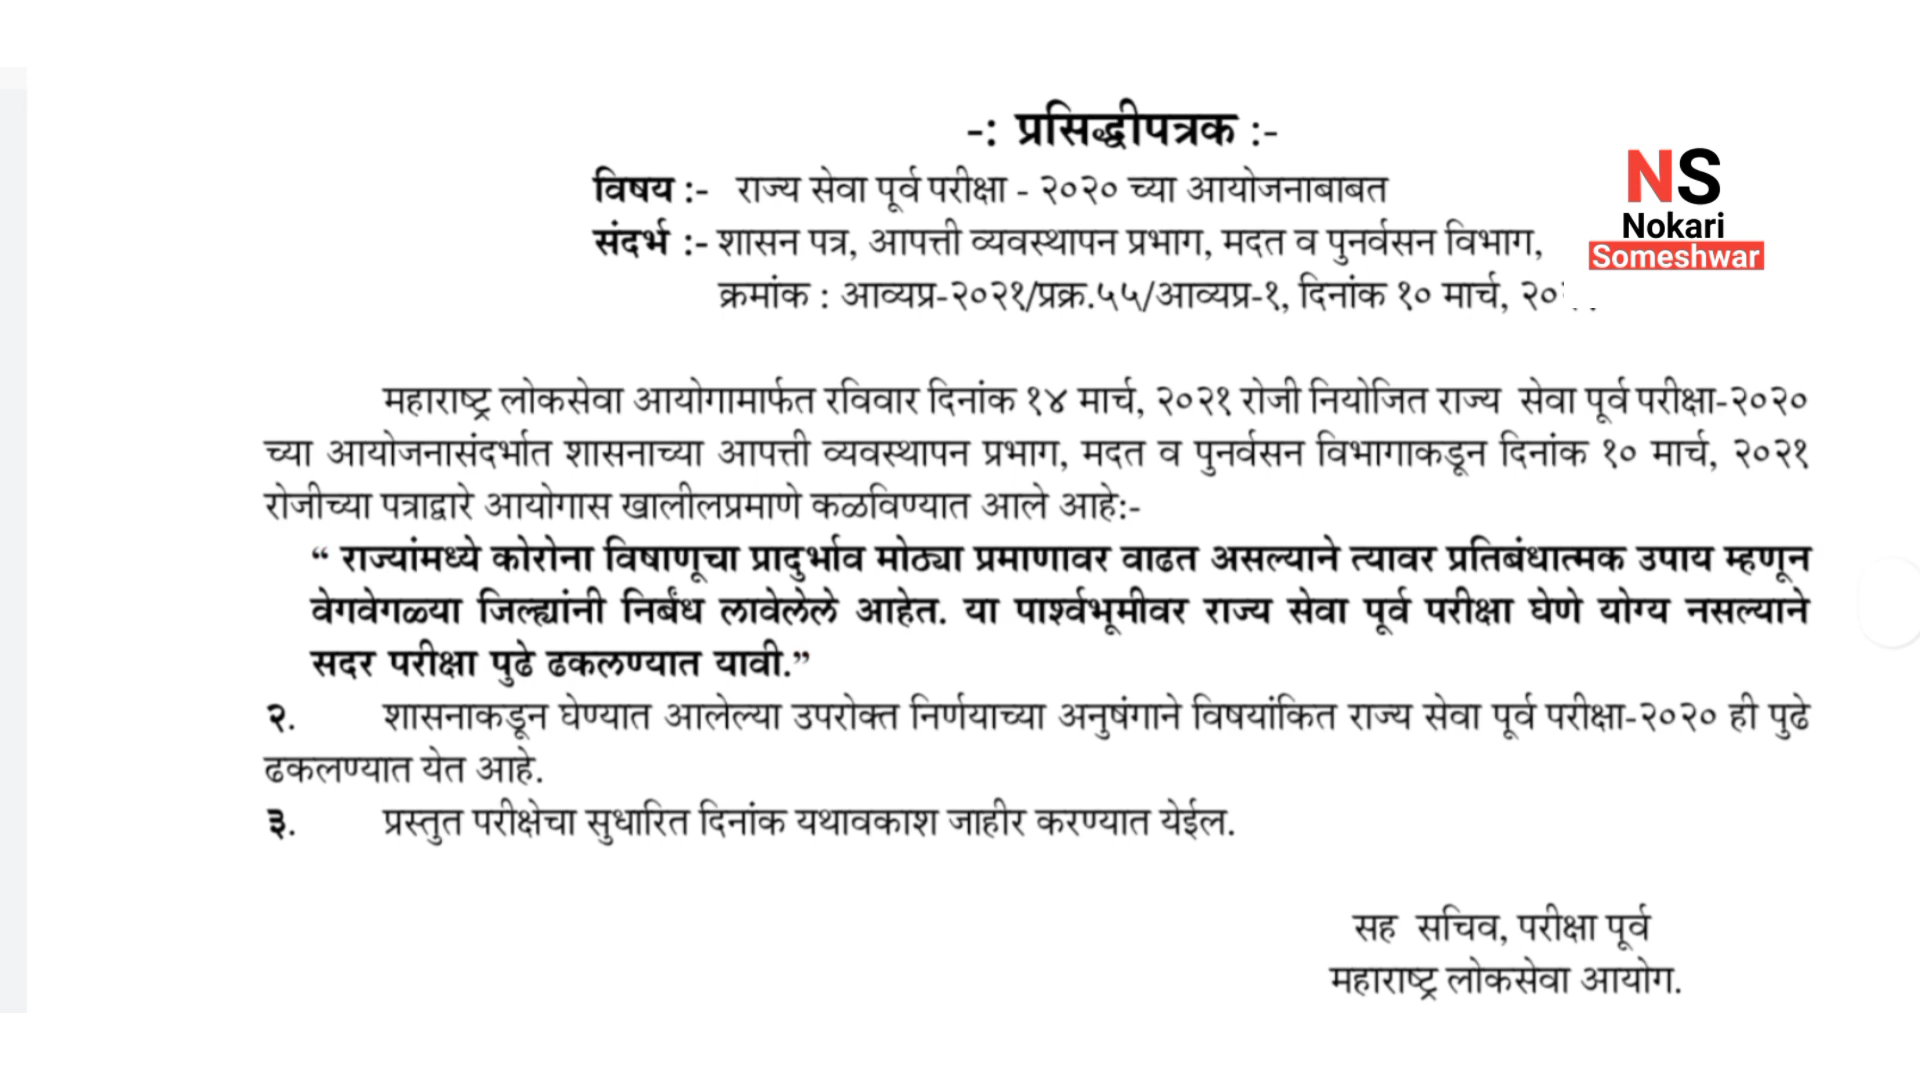 -: प्रसिद्धीपत्रक :-
विषय :- राज्य सेवा पूर्व परीक्षा - २०२० च्या आयोजनाबाबत
संदर्भ :- शासन पत्र, आपत्ती व्यवस्थापन प्रभाग, मदत व पुनर्वसन विभाग,
क्रमांक : आव्यप्र-२०२१/प्रक्र.५५/आव्यप्र-१, दिनांक १० मार्च,
NS
Nokari
Someshwar
महाराष्ट्र लोकसेवा आयोगामार्फत रविवार दिनांक १४ मार्च, २०२१ रोजी नियोजित राज्य सेवा पूर्व परीक्षा-२०२०
च्या आयोजनासंदर्भात शासनाच्या आपत्ती व्यवस्थापन प्रभाग, मदत व पुनर्वसन विभागाकडून दिनांक १० मार्च, २०२१
रोजीच्या पत्राद्वारे आयोगास खालीलप्रमाणे कळविण्यात आले आहे:-
“ राज्यांमध्ये कोरोना विषाणूचा प्रादुर्भाव मोठ्या प्रमाणावर वाढत असल्याने त्यावर प्रतिबंधात्मक उपाय म्हणून
वेगवेगळ्या जिल्ह्यांनी निर्बंध लावेलेले आहेत. या पार्श्वभूमीवर राज्य सेवा पूर्व परीक्षा घेणे योग्य नसल्याने
सदर परीक्षा पुढे ढकलण्यात यावी.”
२. शासनाकडून घेण्यात आलेल्या उपरोक्त निर्णयाच्या अनुषंगाने विषयांकित राज्य सेवा पूर्व परीक्षा-२०२० ही पुढे
ढकलण्यात येत आहे.
३. प्रस्तुत परीक्षेचा सुधारित दिनांक यथावकाश जाहीर करण्यात येईल.
सह सचिव, परीक्षा पूर्व
महाराष्ट्र लोकसेवा आयोग.